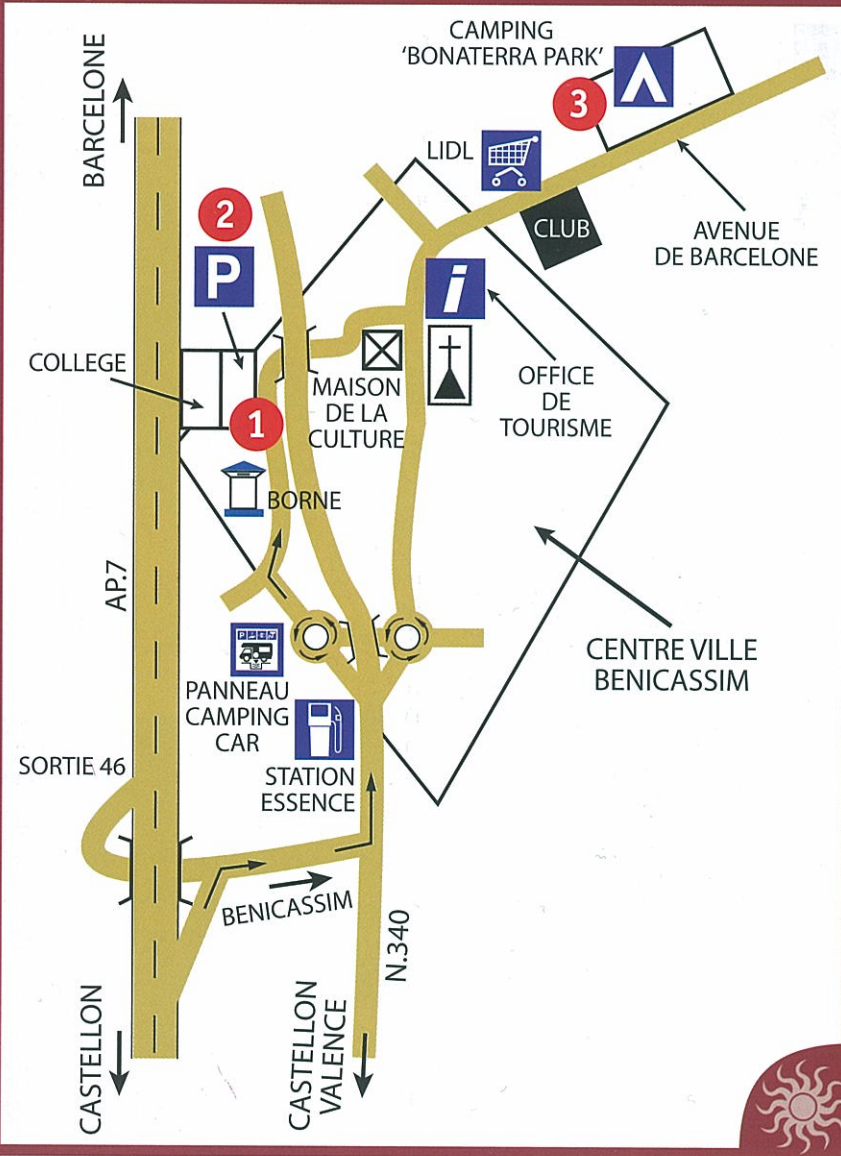 CAMPING
'BONATERRA PARK'
BARCELONE
3
LIDL
2
CLUB
AVENUE
DE BARCELONE
P
i
COLLEGE
MAISON
DE LA
CULTURE
OFFICE
DE
TOURISME
1
BORNE
AP.7
CENTRE VILLE
BENICASSIM
PANNEAU
CAMPING
CAR
SORTIE 46
STATION
ESSENCE
BENICASSIM
N.340
CASTELLON
CASTELLON
VALENCE